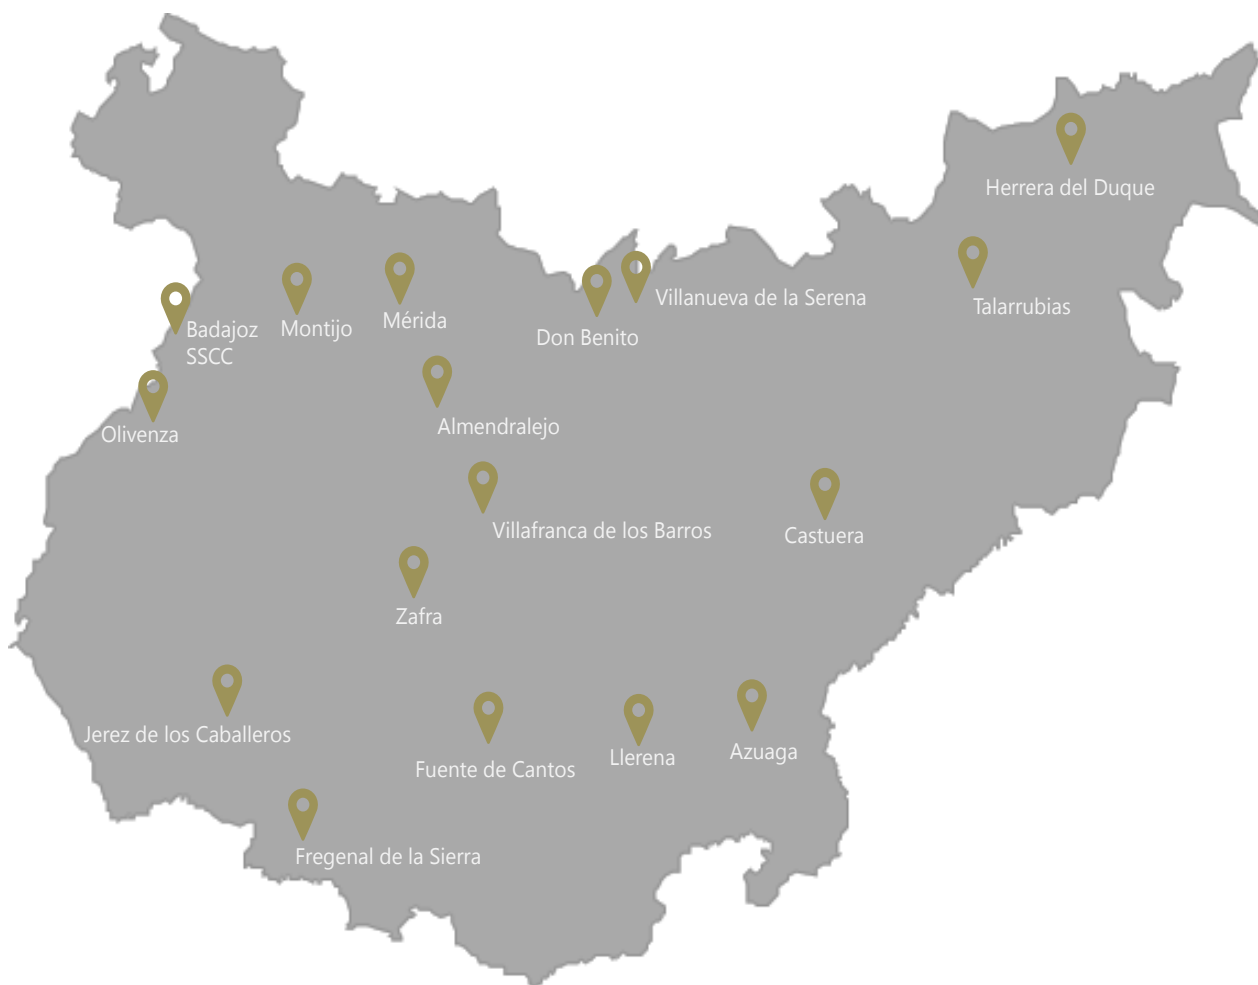 Herrera del Duque
Talarrubias
Villanueva de la Serena
Badajoz
SSCC
Montijo
Mérida
Don Benito
Olivenza
Almendralejo
Villafranca de los Barros
Castuera
Zafra
Jerez de los Caballeros
Fuente de Cantos
Llerena
Azuaga
Fregenal de la Sierra